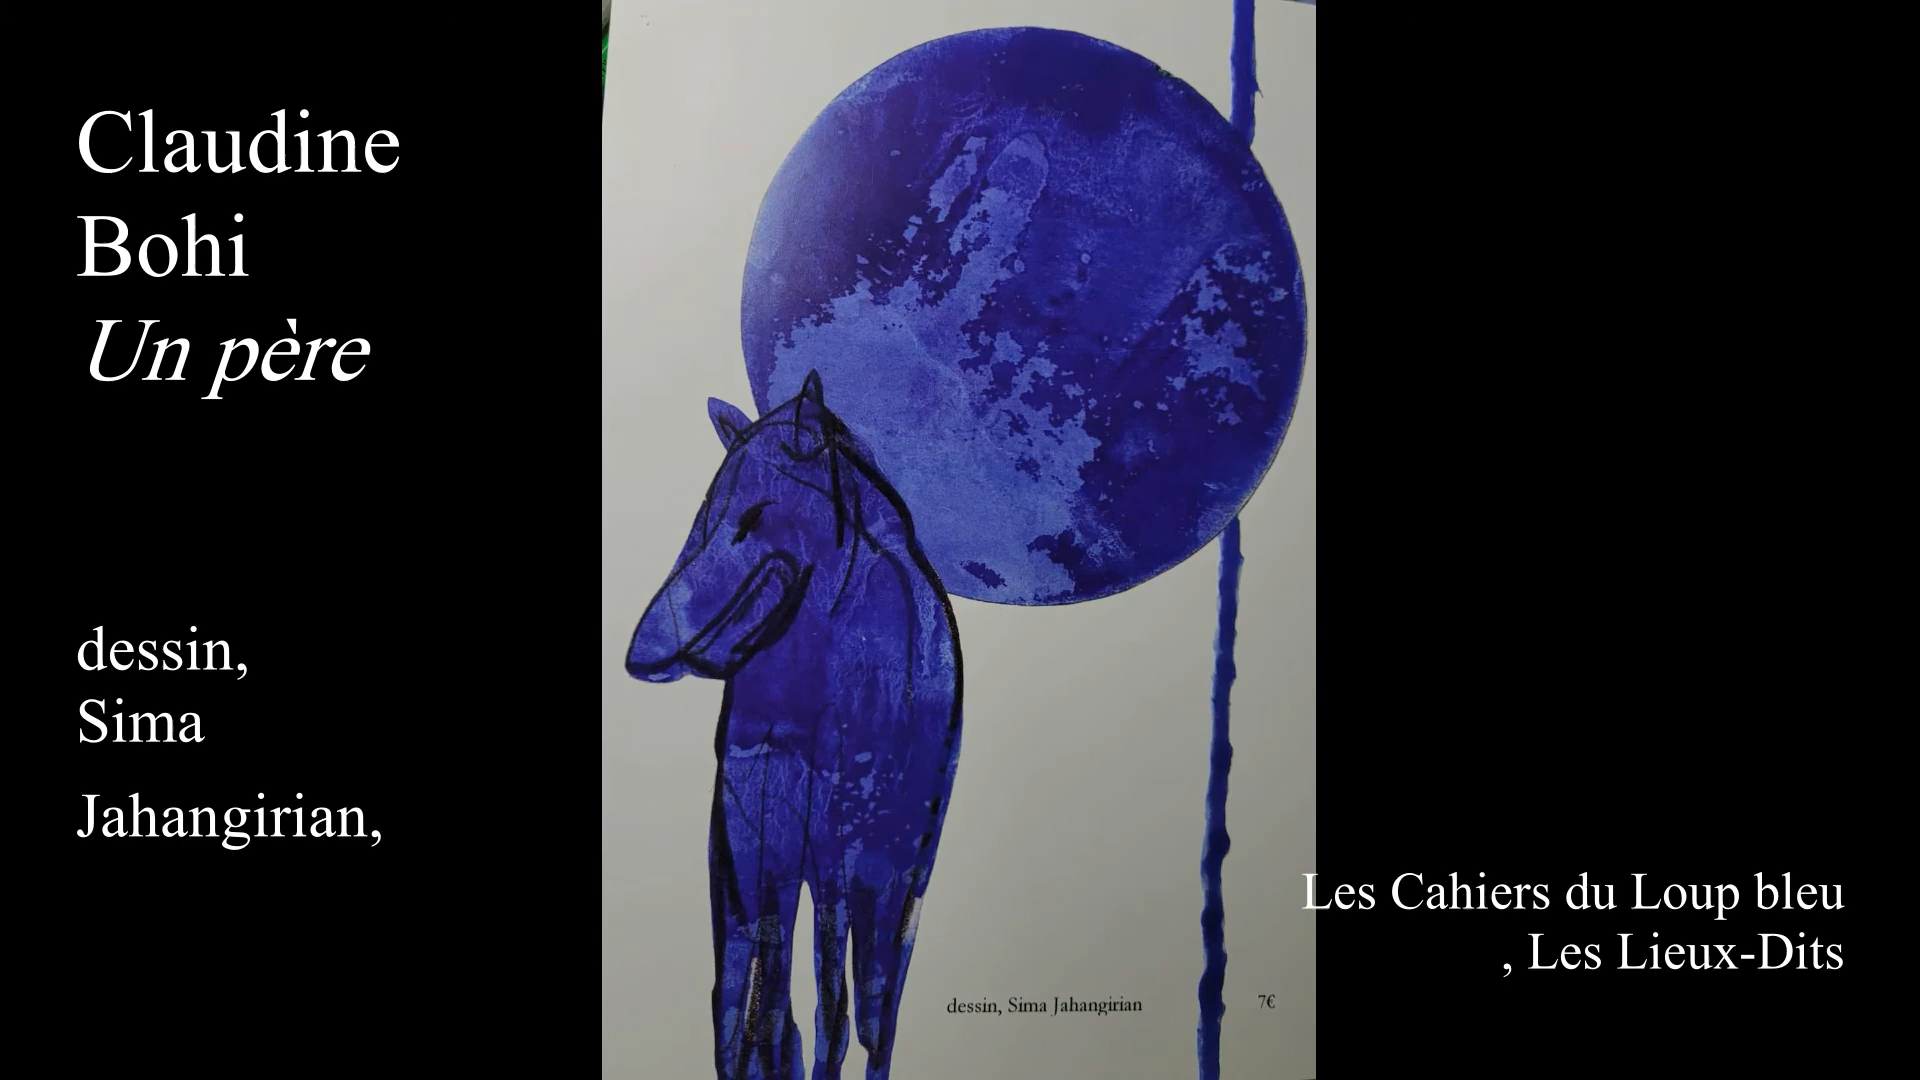 Claudine
Bohi
Un père
dessin,
Sima
Jahangirian,
dessin, Sima Jahangirian
7€
Les Cahiers du Loup bleu
, Les Lieux-Dits